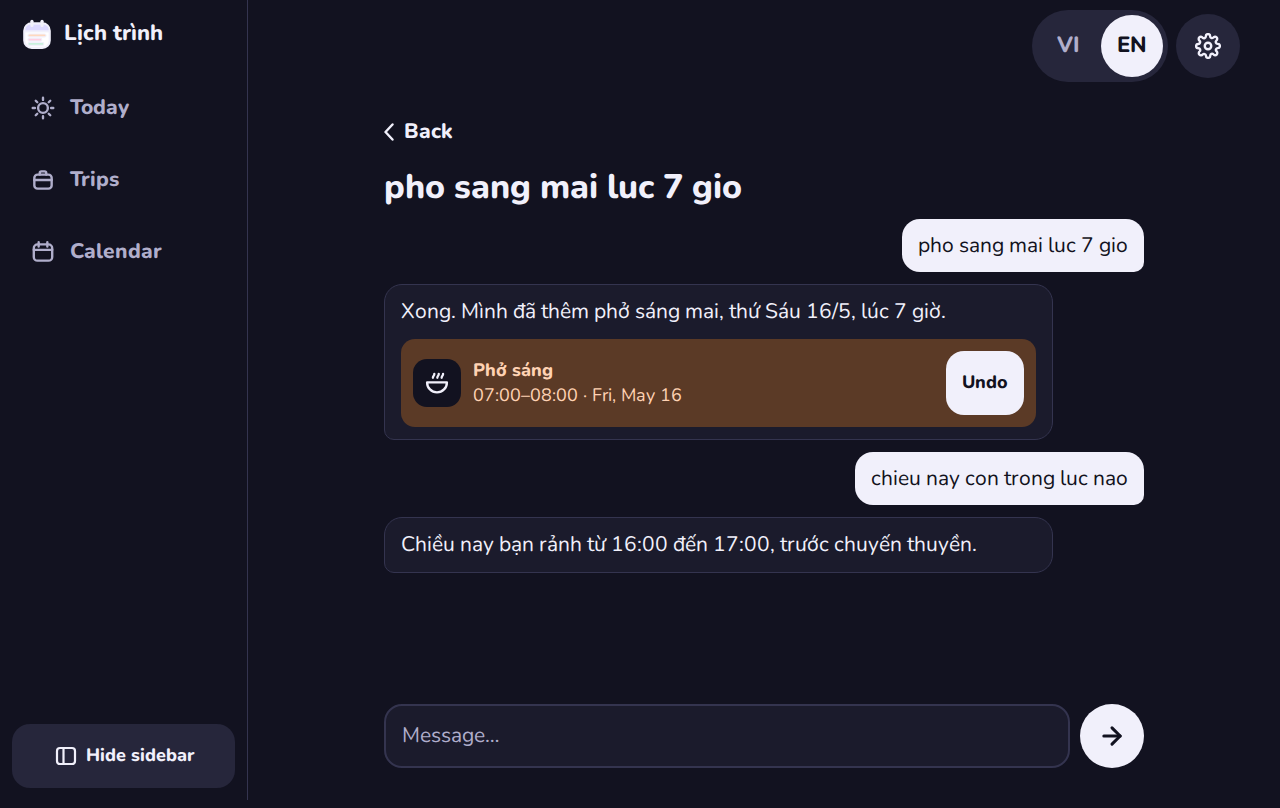 Lịch trình
VI
EN
Today
Trips
Calendar
Back
pho sang mai luc 7 gio
pho sang mai luc 7 gio
Xong. Mình đã thêm phở sáng mai, thứ Sáu 16/5, lúc 7 giờ.
Phở sáng
07:00–08:00 · Fri, May 16
Undo
chieu nay con trong luc nao
Chiều nay bạn rảnh từ 16:00 đến 17:00, trước chuyến thuyền.
Message...
Hide sidebar